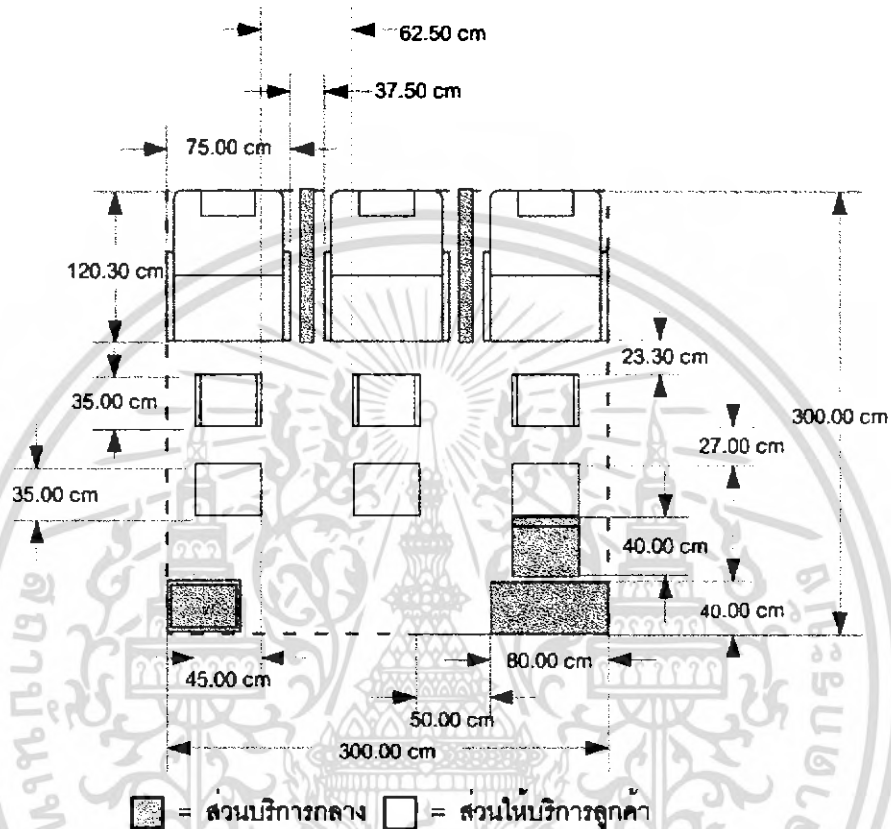 62.50 cm
37.50 cm
75.00 cm
120.30 cm
23.30 cm
35.00 cm
300.00 cm
27.00 cm
35.00 cm
40.00 cm
40.00 cm
45.00 cm
80.00 cm
50.00 cm
300.00 cm
= ส่วนบริการกลาง = ส่วนให้บริการลูกค้า